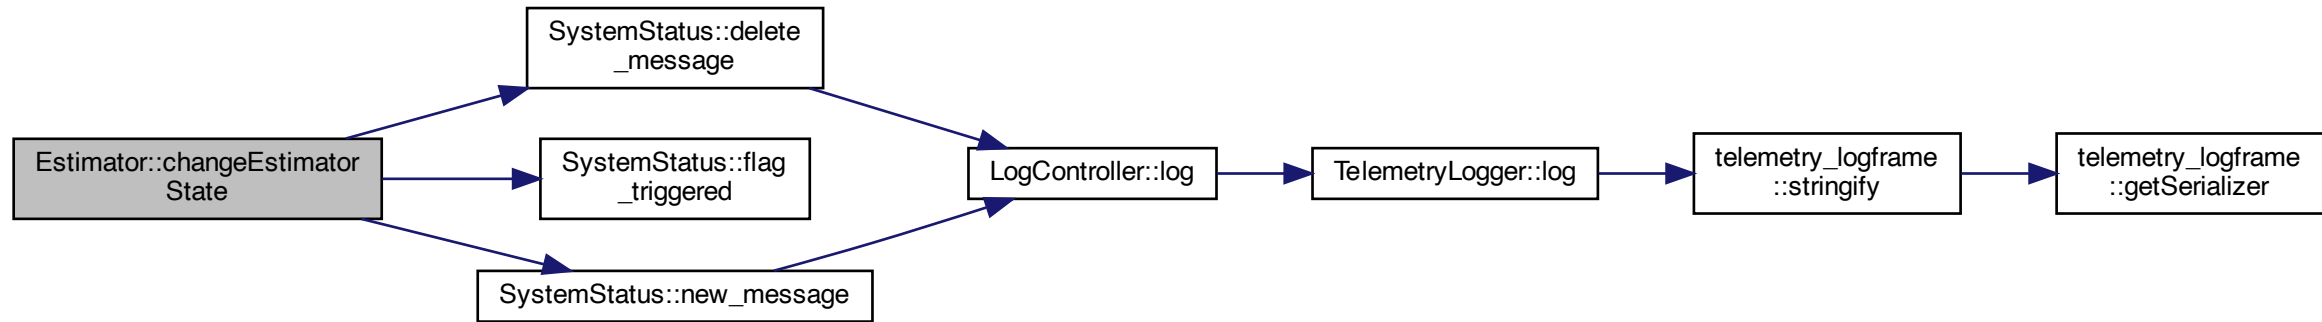 SystemStatus::delete
_message
Estimator::changeEstimator
State
SystemStatus::flag
_triggered
SystemStatus::new_message
LogController::log
TelemetryLogger::log
telemetry_logframe
::stringify
telemetry_logframe
::getSerializer